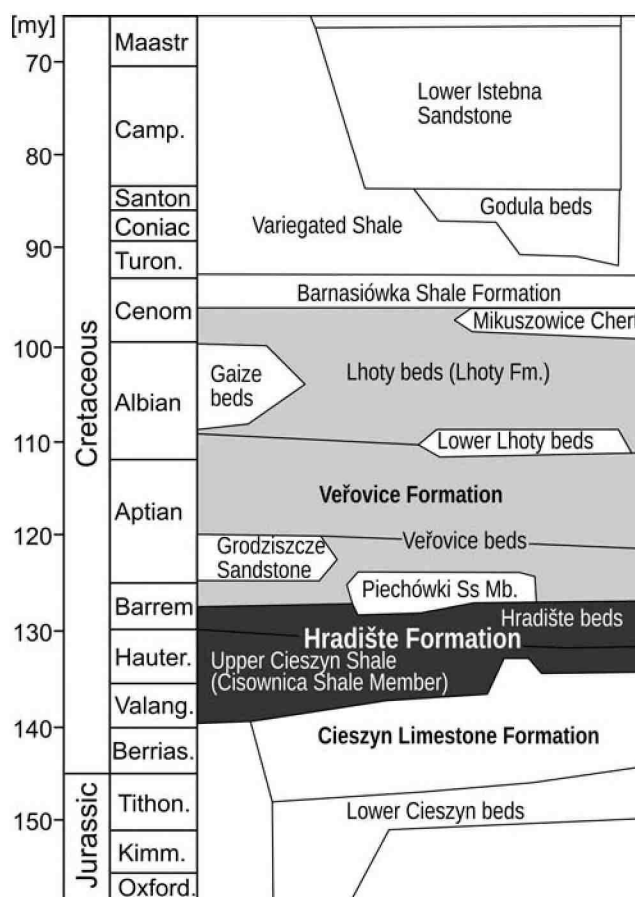 [my]
70
80
90
100
110
120
130
140
150
Cretaceous
Jurassic
Maastr
Camp.
Santon
Coniac
Turon.
Cenom
Albian
Aptian
Barrem
Hauter.
Valang.
Berrias.
Tithon.
Kimm.
Oxford.
Lower Istebna
Sandstone
Godula beds
Variegated Shale
Barnasiówka Shale Formation
Mikuszowice Chert
Gaize
beds
Lhoty beds (Lhoty Fm.)
Lower Lhoty beds
Veřovice Formation
Veřovice beds
Grodziszcze
Sandstone
Piechówki Ss Mb.
Hradište beds
Hradište Formation
Upper Cieszyn Shale
(Cisownica Shale Member)
Cieszyn Limestone Formation
Lower Cieszyn beds